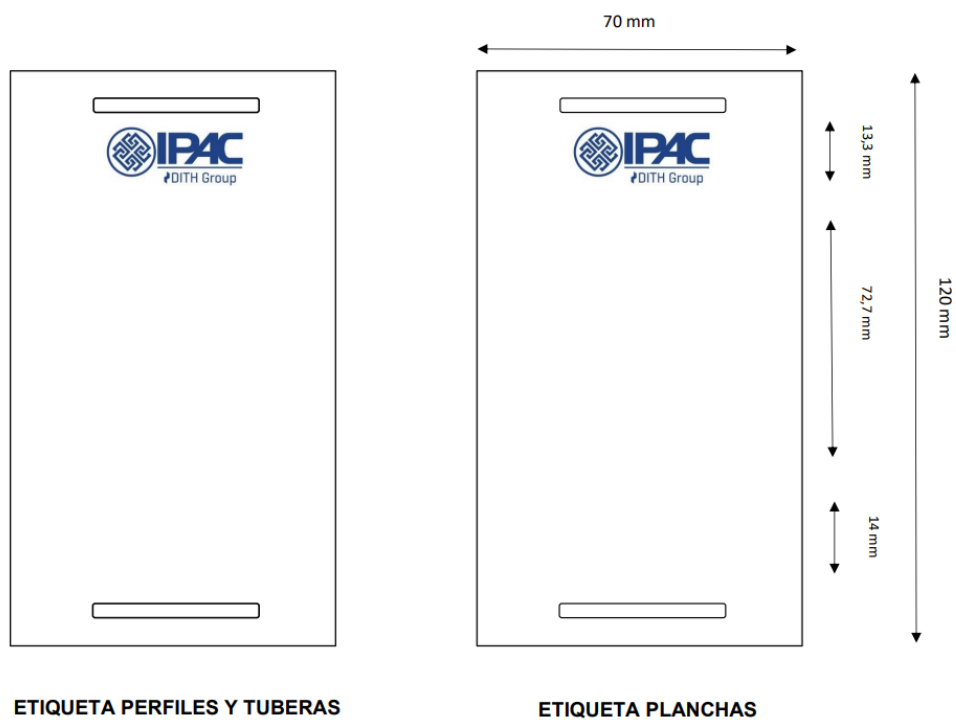 70 mm
IPAC
DITH Group
IPAC
DITH Group
13,3 mm
72,7 mm
120 mm
14 mm
ETIQUETA PERFILES Y TUBERAS
ETIQUETA PLANCHAS